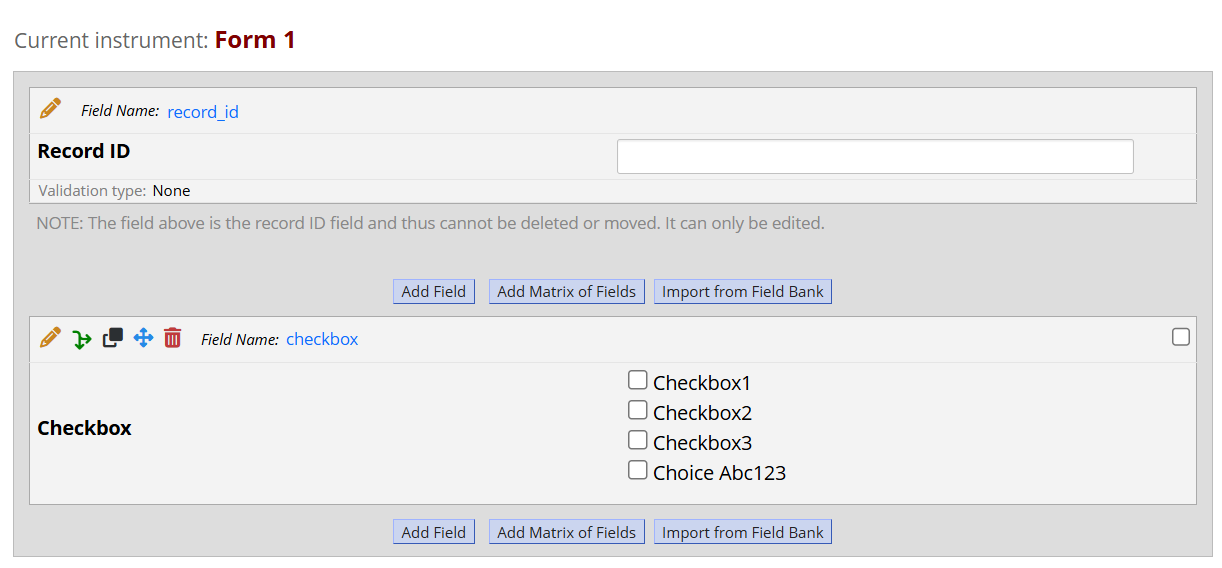 Current instrument: Form 1
Field Name: record_id
Record ID
Validation type: None
NOTE: The field above is the record ID field and thus cannot be deleted or moved. It can only be edited.
Add Field Add Matrix of Fields Import from Field Bank
Field Name: checkbox
Checkbox
Checkbox1
Checkbox2
Checkbox3
Choice Abc123
Add Field Add Matrix of Fields Import from Field Bank